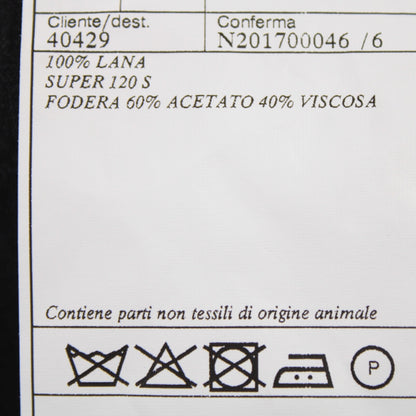 Cliente/dest. Conferma
40429 N201700046 /6
100% LANA
SUPER 120 S
FODERA 60% ACETATO 40% VISCOSA
Contiene parti non tessili di origine animale
P